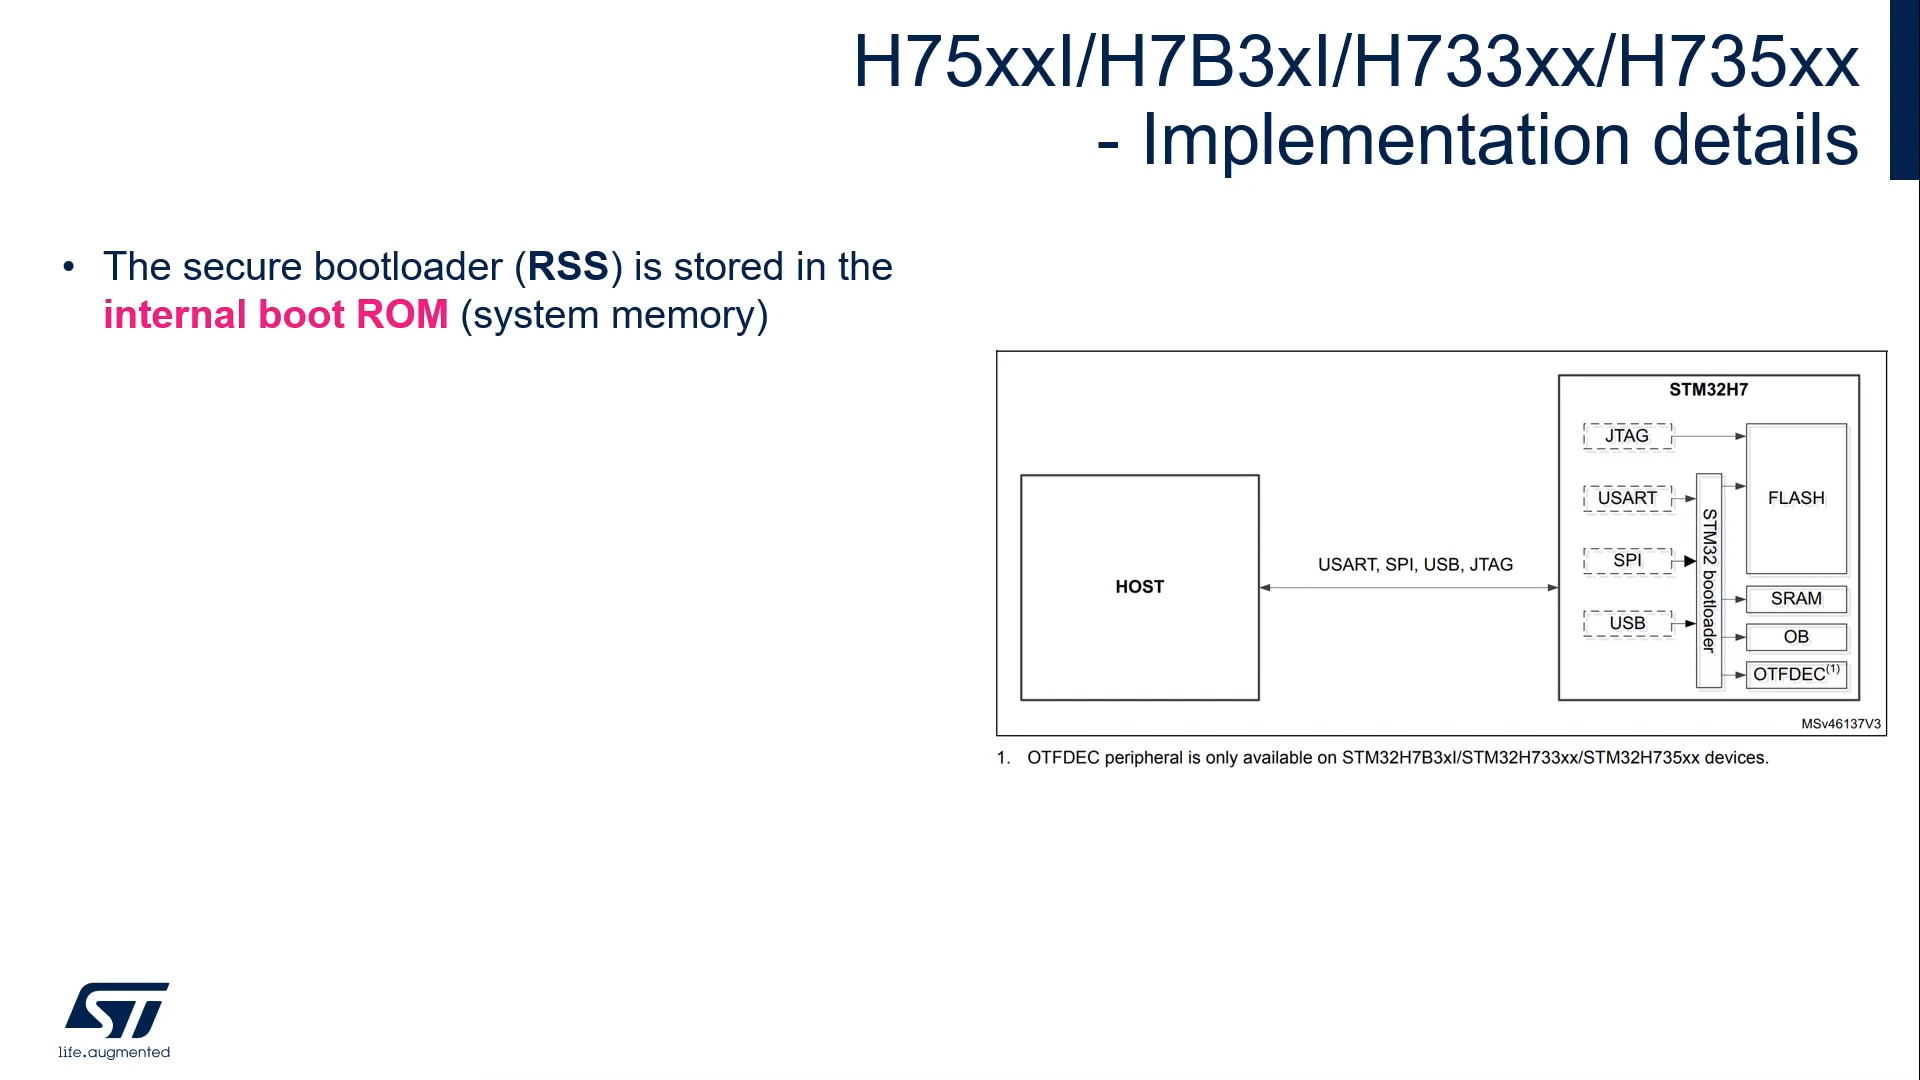 H75xxI/H7B3xI/H733xx/H735xx
- Implementation details
• The secure bootloader (RSS) is stored in the
internal boot ROM (system memory)
STM32H7
JTAG
USART
SPI
USB
STM32 bootloader
FLASH
SRAM
OB
OTFDEC(1)
HOST
USART, SPI, USB, JTAG
MSv46137V3
1. OTFDEC peripheral is only available on STM32H7B3xI/STM32H733xx/STM32H735xx devices.
ST
life.augmented